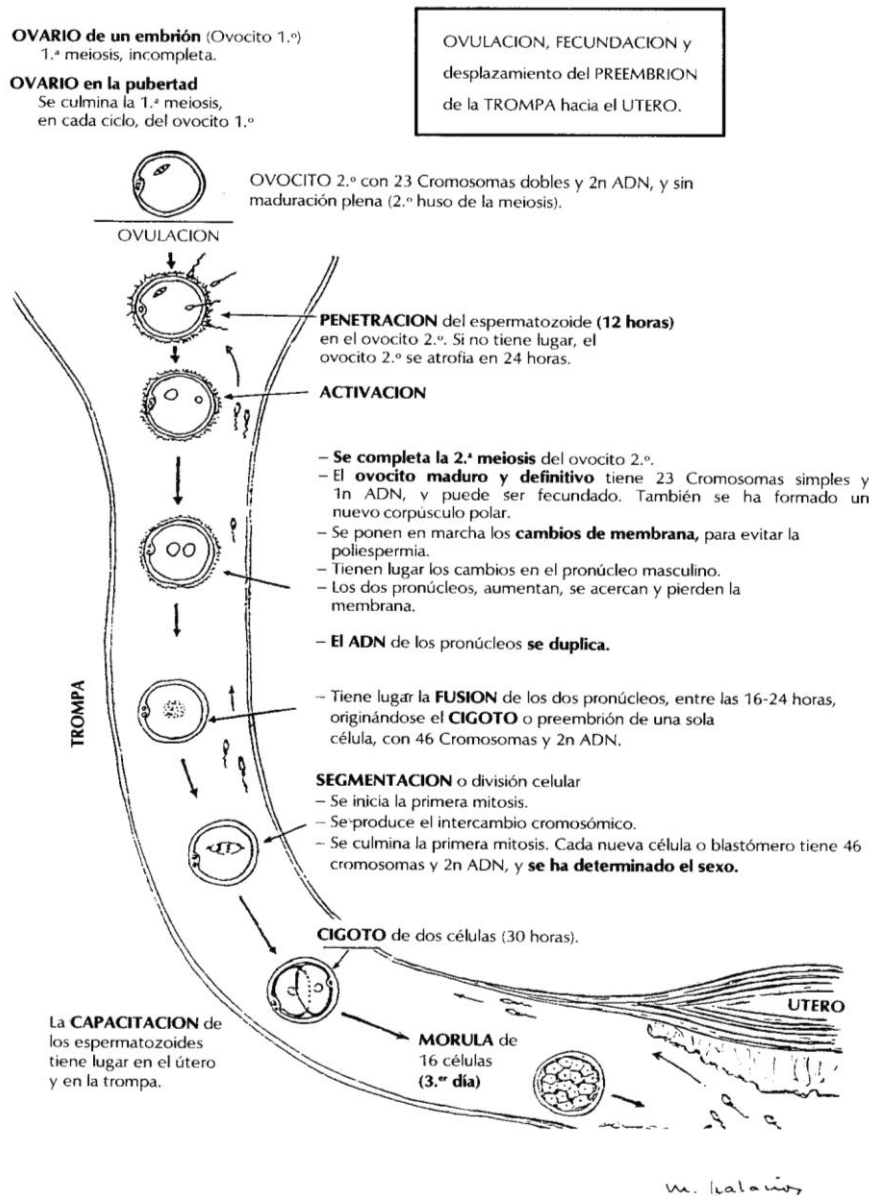 OVARIO de un embrión (Ovocito 1.º)
1.ª meiosis, incompleta.
OVARIO en la pubertad
Se culmina la 1.ª meiosis,
en cada ciclo, del ovocito 1.º
OVULACION, FECUNDACION y
desplazamiento del PREEMBRION
de la TROMPA hacia el UTERO.
OVOCITO 2.º con 23 Cromosomas dobles y 2n ADN, y sin
maduración plena (2.º huso de la meiosis).
OVULACION
PENETRACION del espermatozoide (12 horas)
en el ovocito 2.º. Si no tiene lugar, el
ovocito 2.º se atrofia en 24 horas.
ACTIVACION
– Se completa la 2.ª meiosis del ovocito 2.º.
– El ovocito maduro y definitivo tiene 23 Cromosomas simples y
1n ADN, y puede ser fecundado. También se ha formado un
nuevo corpúsculo polar.
– Se ponen en marcha los cambios de membrana, para evitar la
poliespermia.
– Tienen lugar los cambios en el pronúcleo masculino.
– Los dos pronúcleos, aumentan, se acercan y pierden la
membrana.
– El ADN de los pronúcleos se duplica.
TROMPA
– Tiene lugar la FUSION de los dos pronúcleos, entre las 16-24 horas,
originándose el CIGOTO o preembrión de una sola
célula, con 46 Cromosomas y 2n ADN.
SEGMENTACION o división celular
– Se inicia la primera mitosis.
– Se produce el intercambio cromosómico.
– Se culmina la primera mitosis. Cada nueva célula o blastómero tiene 46
cromosomas y 2n ADN, y se ha determinado el sexo.
CIGOTO de dos células (30 horas).
UTERO
La CAPACITACION de
los espermatozoides
tiene lugar en el útero
y en la trompa.
MORULA de
16 células
(3.er día)